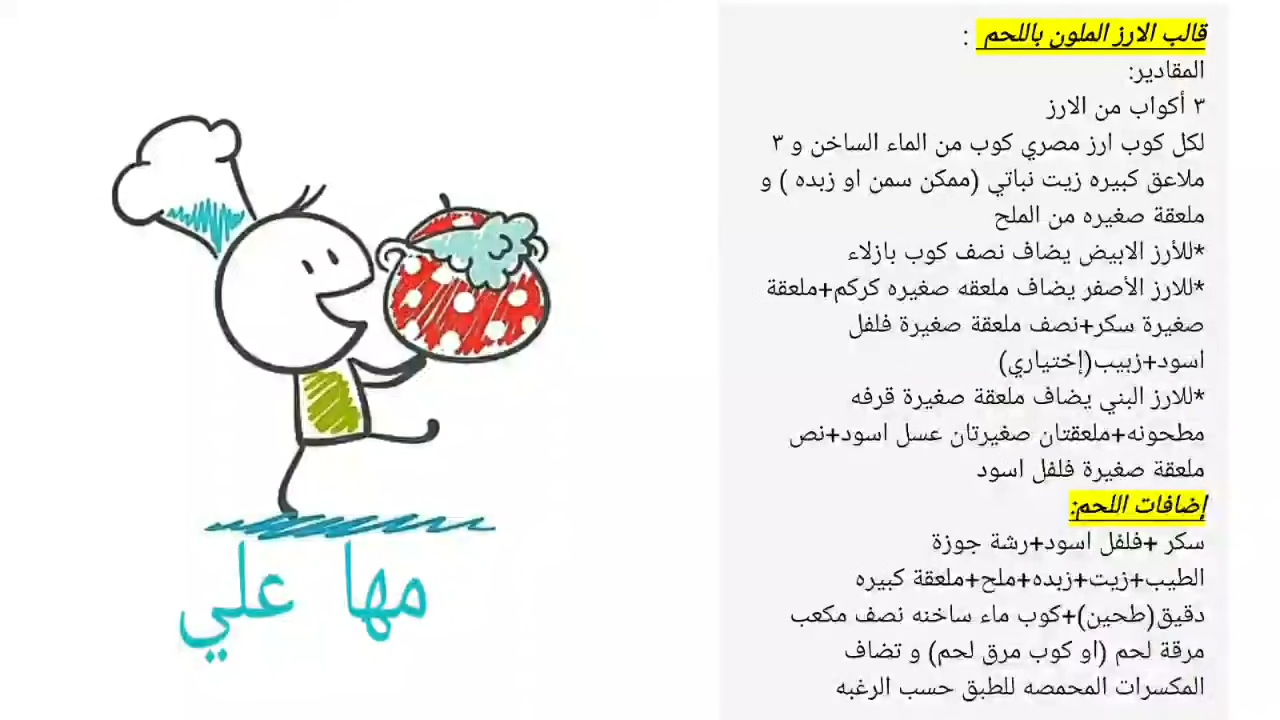 قالب الارز الملون باللحم :
المقادير:
٣ أكواب من الارز
لكل كوب ارز مصري كوب من الماء الساخن و ٣
ملاعق كبيره زيت نباتي (ممكن سمن او زبده ) و
ملعقة صغيره من الملح
*للأرز الابيض يضاف نصف كوب بازلاء
*للارز الأصفر يضاف ملعقه صغيره كركم+ملعقة
صغيرة سكر+نصف ملعقة صغيرة فلفل
اسود+زبيب(إختياري)
*للارز البني يضاف ملعقة صغيرة قرفه
مطحونه+ملعقتان صغيرتان عسل اسود+نص
ملعقة صغيرة فلفل اسود
إضافات اللحم:
سكر +فلفل اسود+رشة جوزة
الطيب+زيت+زبده+ملح+ملعقة كبيره
دقيق(طحين)+كوب ماء ساخنه نصف مكعب
مرقة لحم (او كوب مرق لحم) و تضاف
المكسرات المحمصه للطبق حسب الرغبه
مها علي